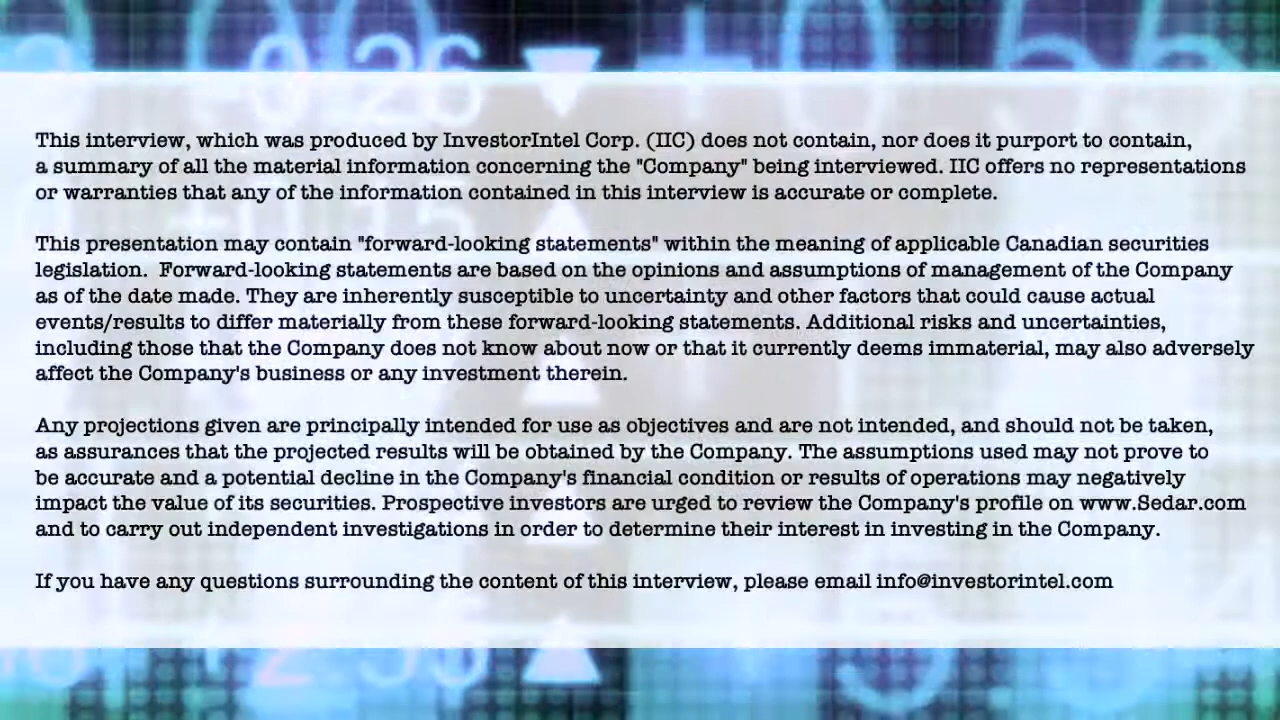 0.26
+0.55
This interview, which was produced by InvestorIntel Corp. (IIC) does not contain, nor does it purport to contain,
a summary of all the material information concerning the "Company" being interviewed. IIC offers no representations
or warranties that any of the information contained in this interview is accurate or complete.
This presentation may contain "forward-looking statements" within the meaning of applicable Canadian securities
legislation.  Forward-looking statements are based on the opinions and assumptions of management of the Company
as of the date made. They are inherently susceptible to uncertainty and other factors that could cause actual
events/results to differ materially from these forward-looking statements. Additional risks and uncertainties,
including those that the Company does not know about now or that it currently deems immaterial, may also adversely
affect the Company's business or any investment therein.
Any projections given are principally intended for use as objectives and are not intended, and should not be taken,
as assurances that the projected results will be obtained by the Company. The assumptions used may not prove to
be accurate and a potential decline in the Company's financial condition or results of operations may negatively
impact the value of its securities. Prospective investors are urged to review the Company's profile on www.Sedar.com
and to carry out independent investigations in order to determine their interest in investing in the Company.
If you have any questions surrounding the content of this interview, please email info@investorintel.com